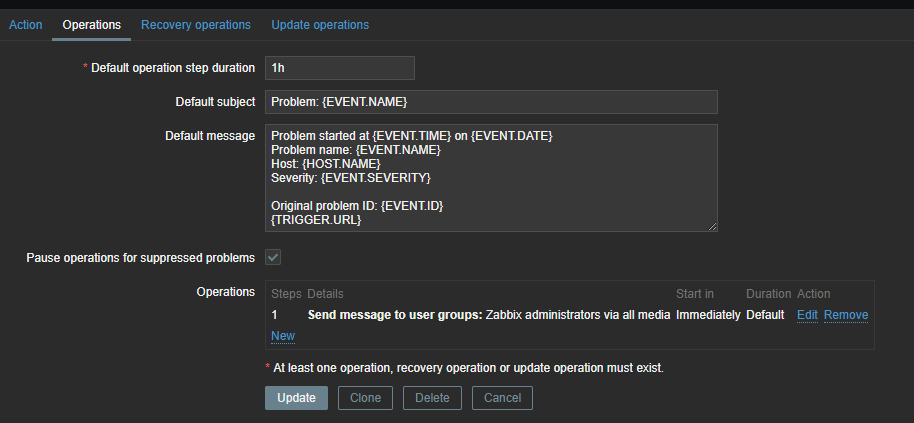 Action Operations Recovery operations Update operations
* Default operation step duration 1h
Default subject Problem: {EVENT.NAME}
Default message Problem started at {EVENT.TIME} on {EVENT.DATE}
Problem name: {EVENT.NAME}
Host: {HOST.NAME}
Severity: {EVENT.SEVERITY}
Original problem ID: {EVENT.ID}
{TRIGGER.URL}
Pause operations for suppressed problems
Operations Steps Details Start in Duration Action
1 Send message to user groups: Zabbix administrators via all media Immediately Default Edit Remove
New
* At least one operation, recovery operation or update operation must exist.
Update Clone Delete Cancel